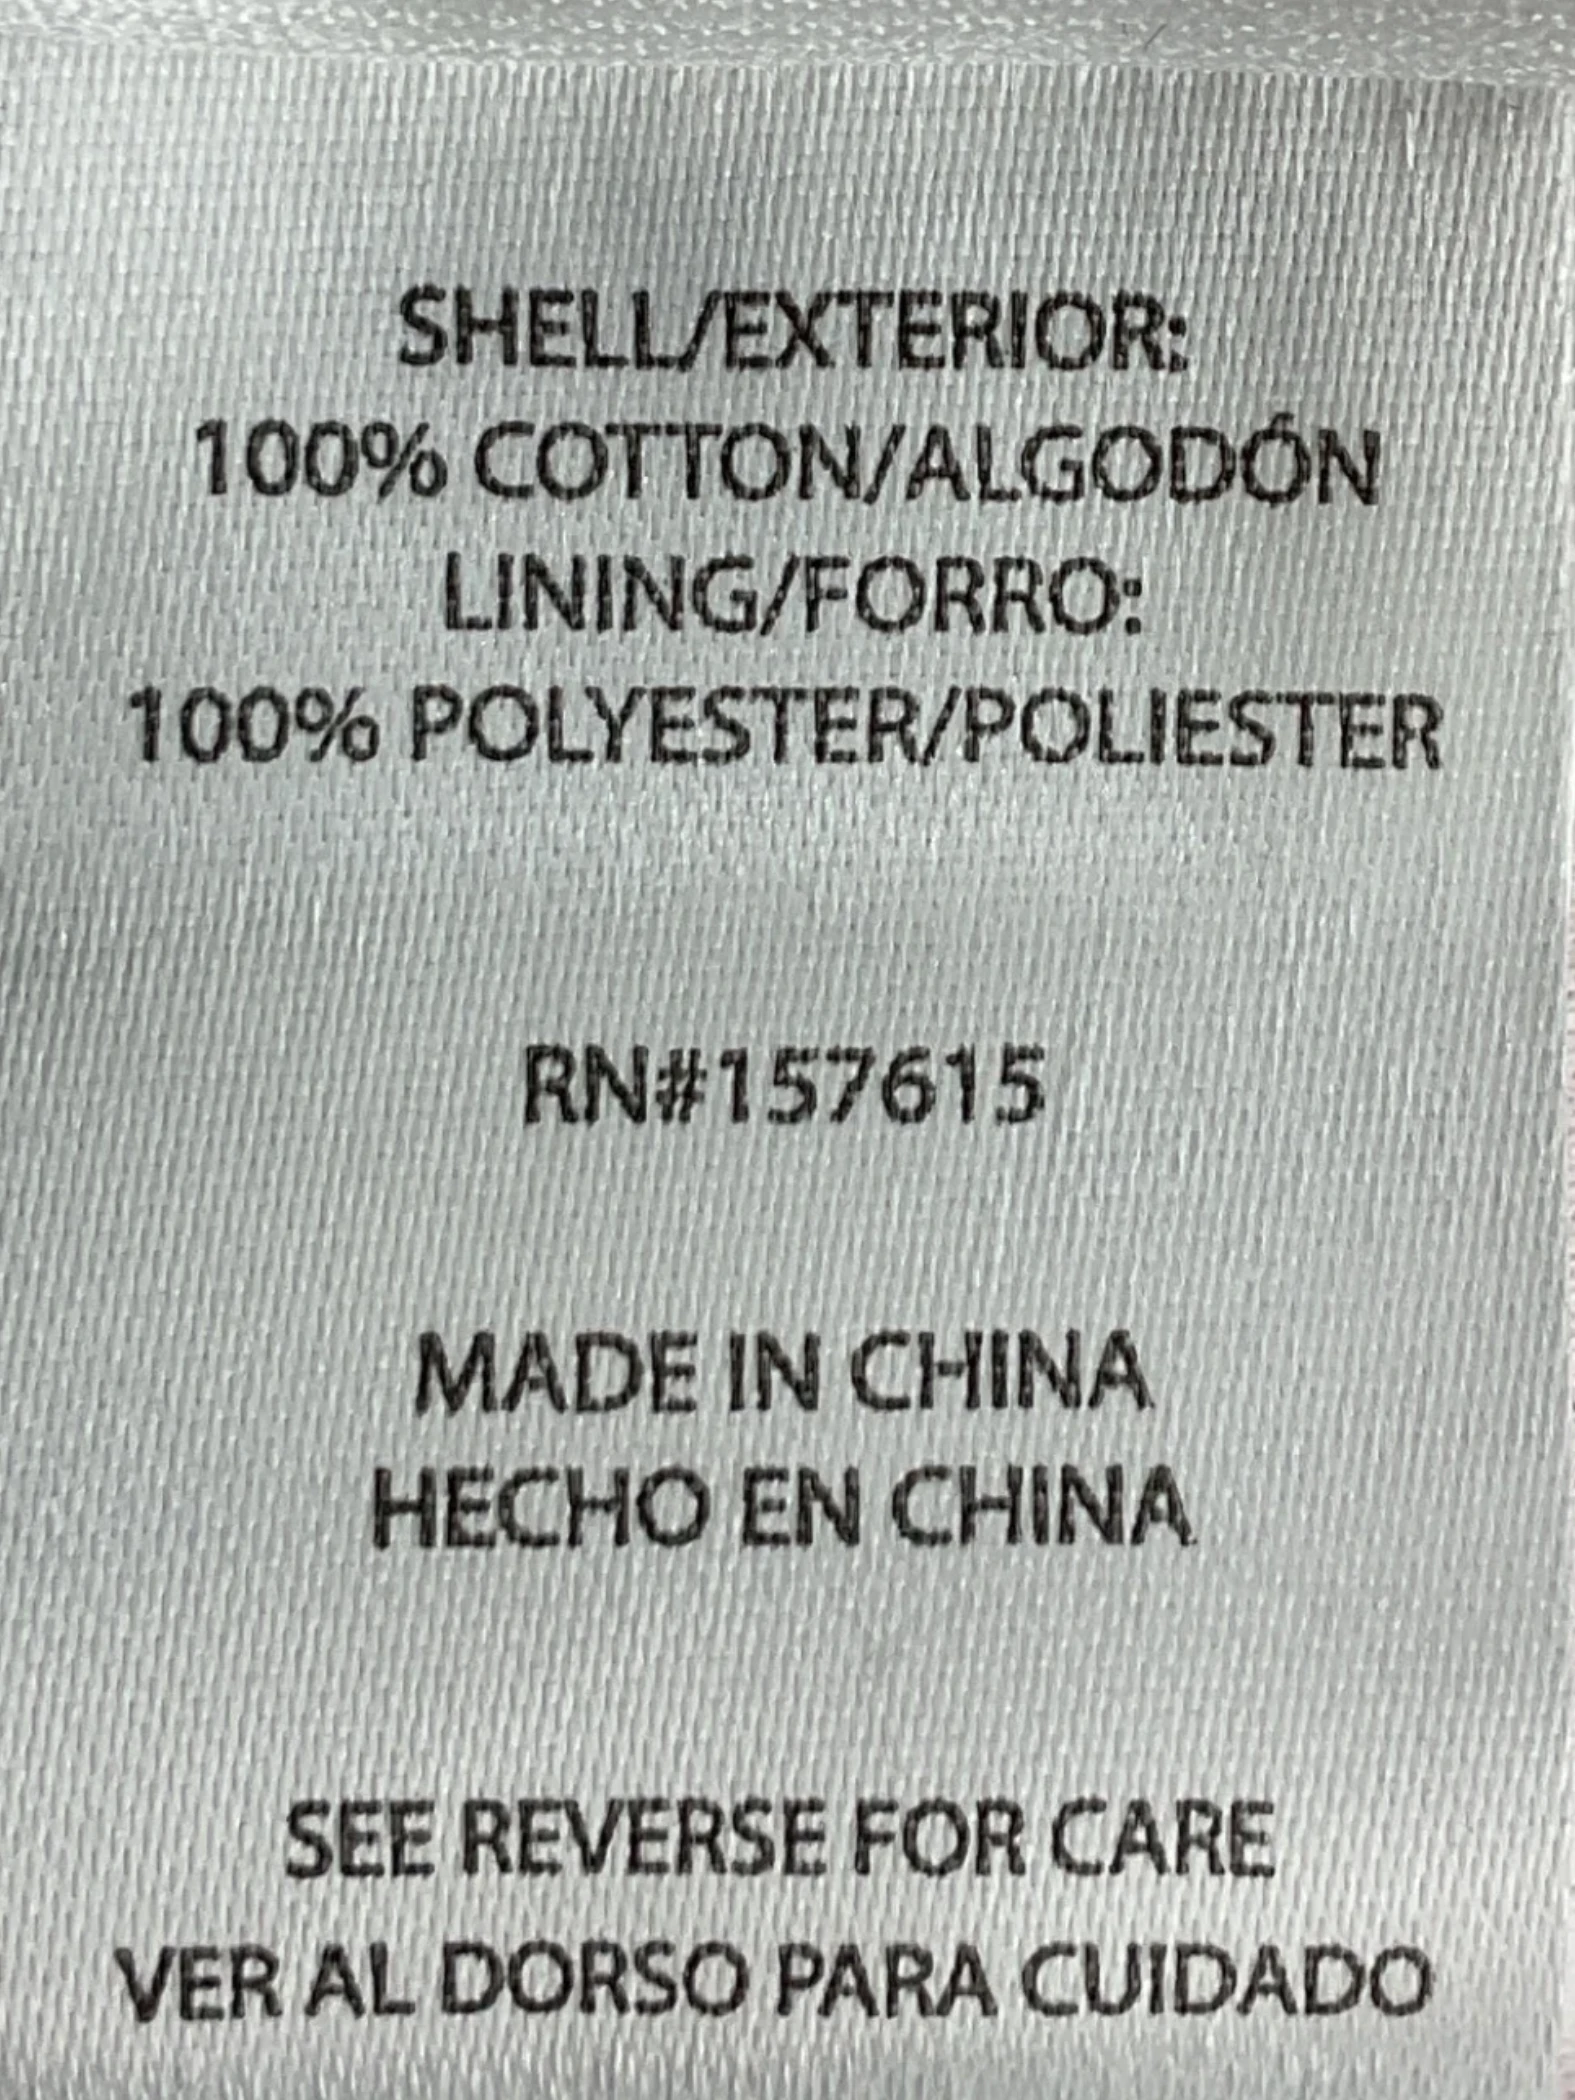 SHELL/EXTERIOR:
100% COTTON/ALGODÓN
LINING/FORRO:
100% POLYESTER/POLIESTER
RN#157615
MADE IN CHINA
HECHO EN CHINA
SEE REVERSE FOR CARE
VER AL DORSO PARA CUIDADO